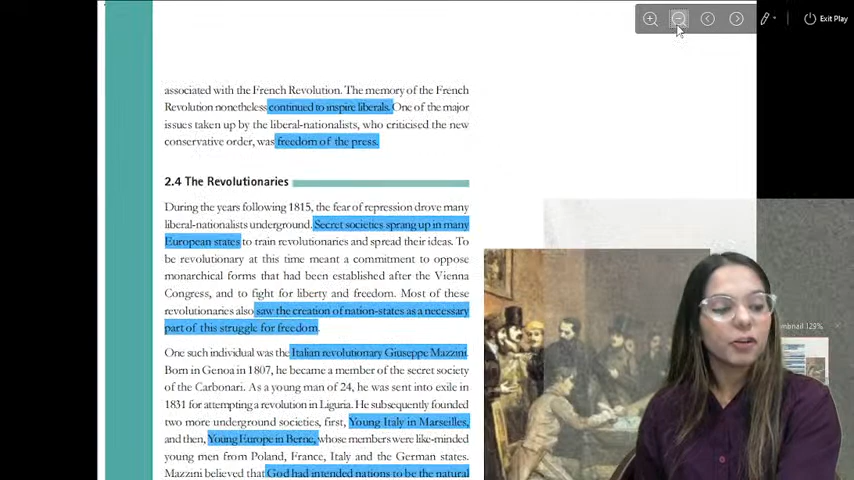 Exit Play
associated with the French Revolution. The memory of the French
Revolution nonetheless continued to inspire liberals. One of the major
issues taken up by the liberal-nationalists, who criticised the new
conservative order, was freedom of the press.
2.4 The Revolutionaries
During the years following 1815, the fear of repression drove many
liberal-nationalists underground. Secret societies sprang up in many
European states to train revolutionaries and spread their ideas. To
be revolutionary at this time meant a commitment to oppose
monarchical forms that had been established after the Vienna
Congress, and to fight for liberty and freedom. Most of these
revolutionaries also saw the creation of nation-states as a necessary
part of this struggle for freedom.
One such individual was the Italian revolutionary Giuseppe Mazzini.
Born in Genoa in 1807, he became a member of the secret society
of the Carbonari. As a young man of 24, he was sent into exile in
1831 for attempting a revolution in Liguria. He subsequently founded
two more underground societies, first, Young Italy in Marseilles,
and then, Young Europe in Berne, whose members were like-minded
young men from Poland, France, Italy and the German states.
Mazzini believed that God had intended nations to be the natural
129%